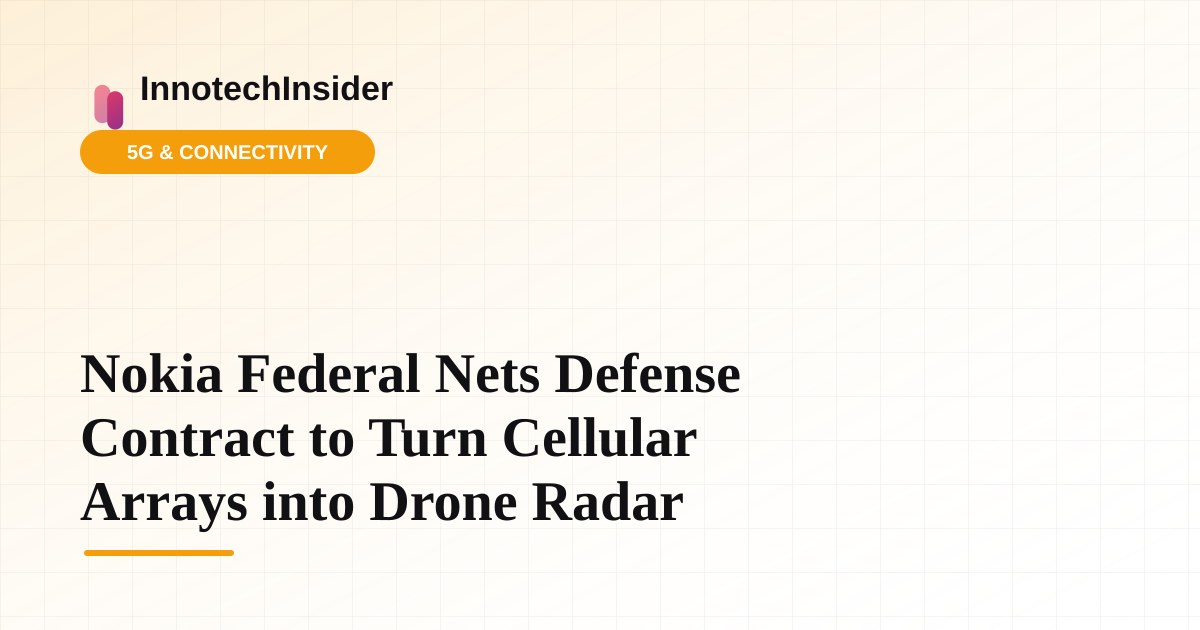 InnotechInsider
5G & CONNECTIVITY
Nokia Federal Nets Defense
Contract to Turn Cellular
Arrays into Drone Radar